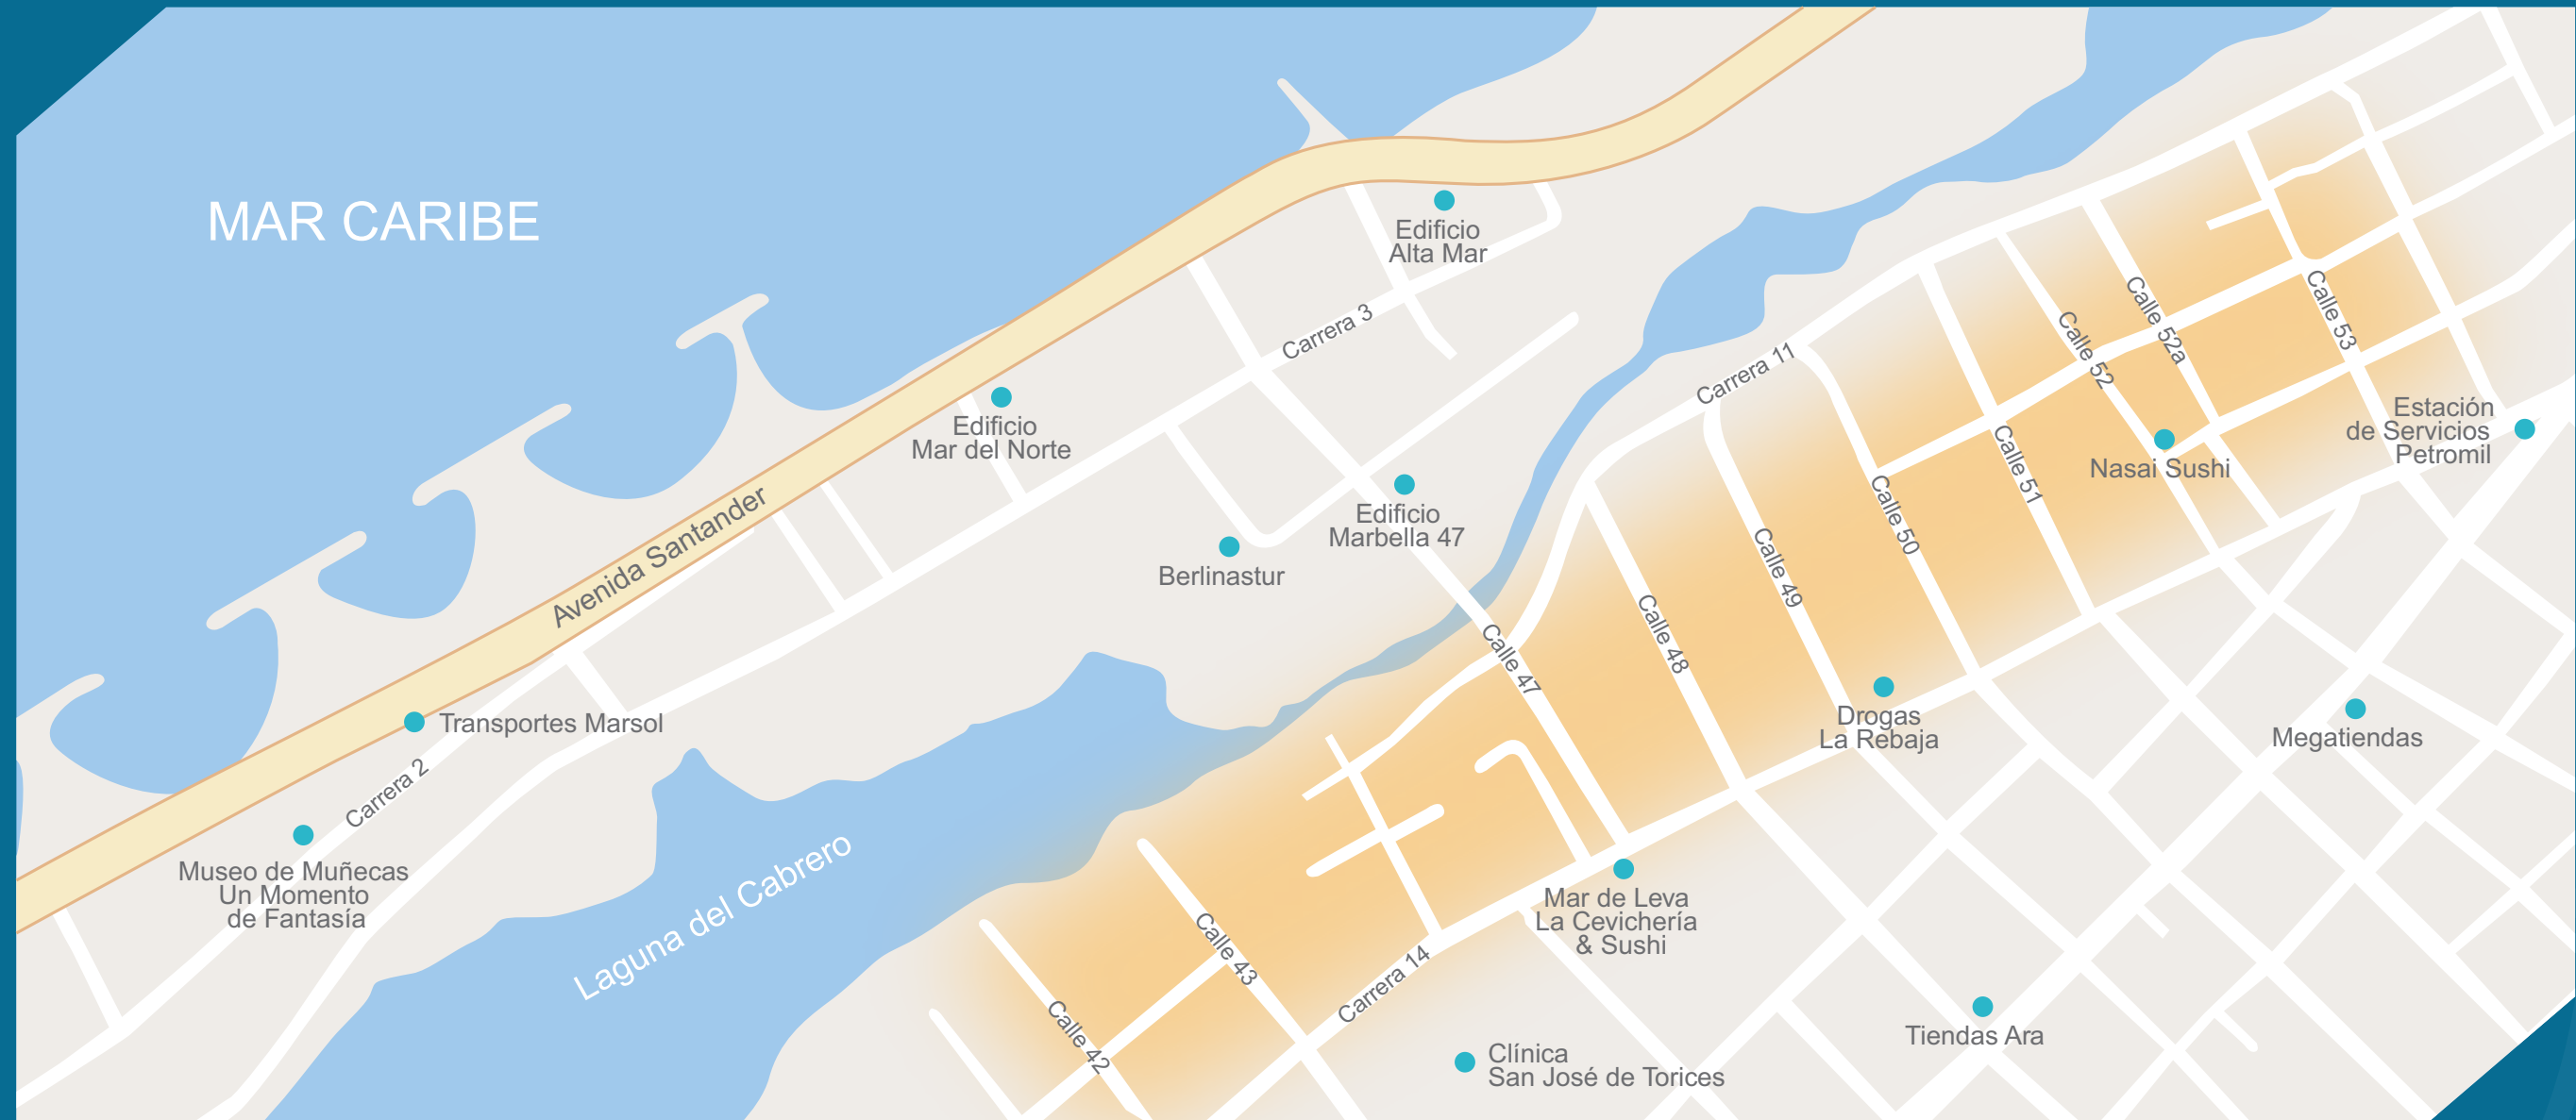 MAR CARIBE
Edificio
Alta Mar
Carrera 3
Calle 53
Calle 52a
Calle 52
Carrera 11
Edificio
Mar del Norte
Estación
de Servicios
Petromil
Nasai Sushi
Calle 51
Calle 50
Avenida Santander
Edificio
Marbella 47
Berlinastur
Calle 49
Calle 48
Calle 47
Transportes Marsol
Drogas
La Rebaja
Megatiendas
Carrera 2
Museo de Muñecas
Un Momento
de Fantasía
Laguna del Cabrero
Mar de Leva
La Cevichería
& Sushi
Calle 43
Carrera 14
Calle 42
Tiendas Ara
Clínica
San José de Torices